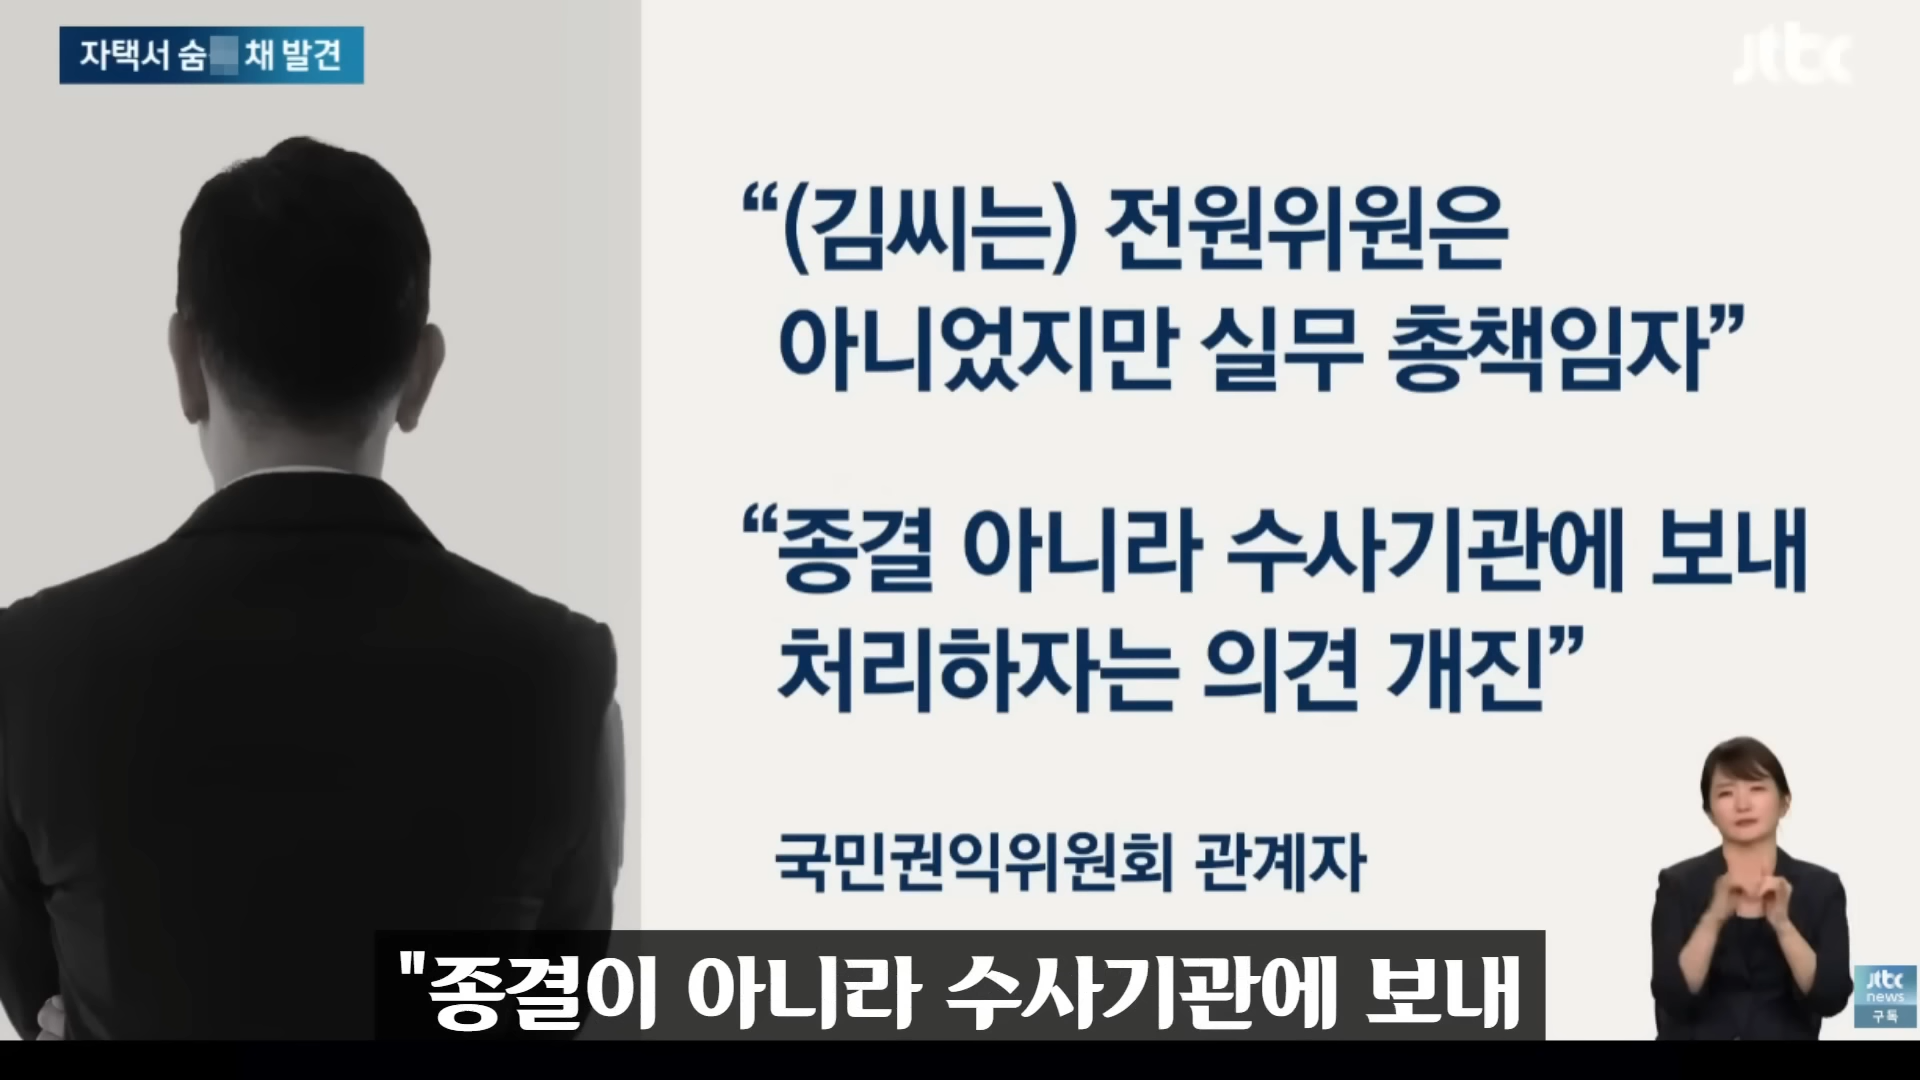 자택서 숨 채 발견
jtbc
“(김씨는) 전원위원은
아니었지만 실무 총책임자”
“종결 아니라 수사기관에 보내
처리하자는 의견 개진”
국민권익위원회 관계자
"종결이 아니라 수사기관에 보내
jtbc
news
구독